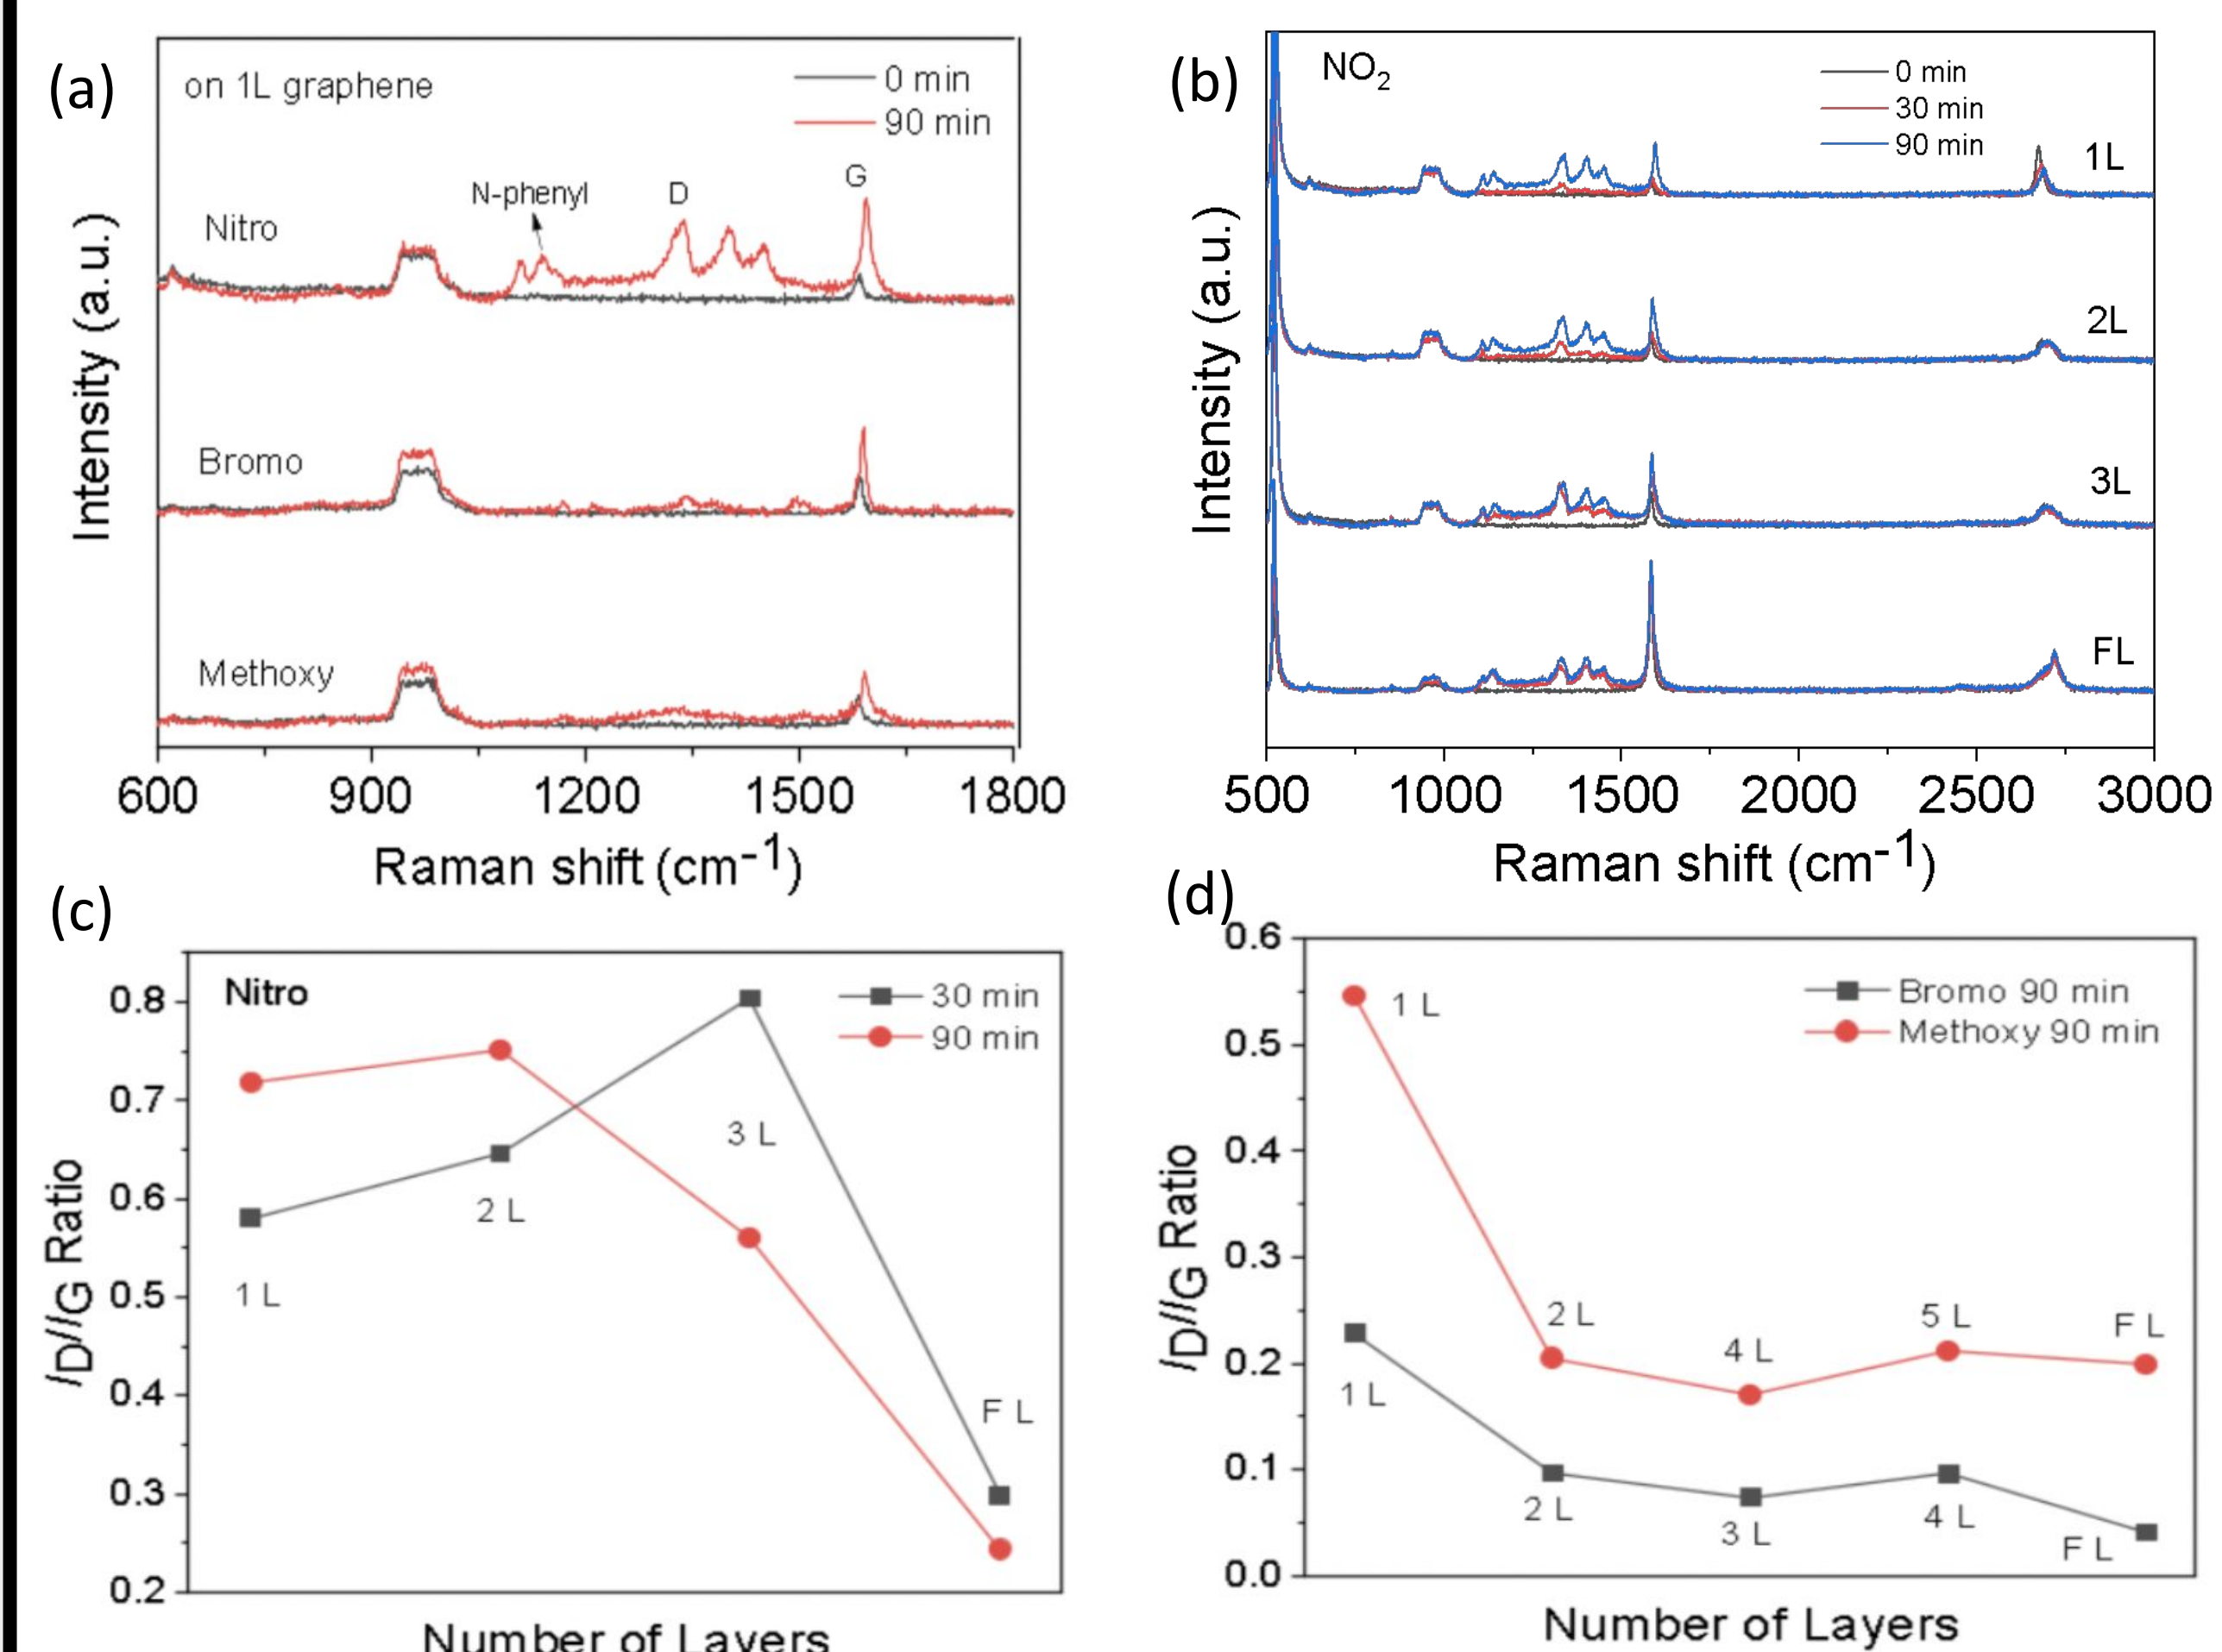 (a)
on 1L graphene
0 min
90 min
N-phenyl
D
G
Nitro
Bromo
Methoxy
Intensity (a.u.)
600 900 1200 1500 1800
Raman shift (cm-1)
(b)
NO2
0 min
30 min
90 min
1L
2L
3L
FL
Intensity (a.u.)
500 1000 1500 2000 2500 3000
Raman shift (cm-1)
(c)
Nitro
30 min
90 min
0.8
0.7
0.6
0.5
0.4
0.3
0.2
1 L
2 L
3 L
F L
ID/IG Ratio
Number of Layers
(d)
Bromo 90 min
Methoxy 90 min
0.6
0.5
0.4
0.3
0.2
0.1
0.0
1 L
2 L
4 L
5 L
F L
1 L
2 L
3 L
4 L
F L
ID/IG Ratio
Number of Layers